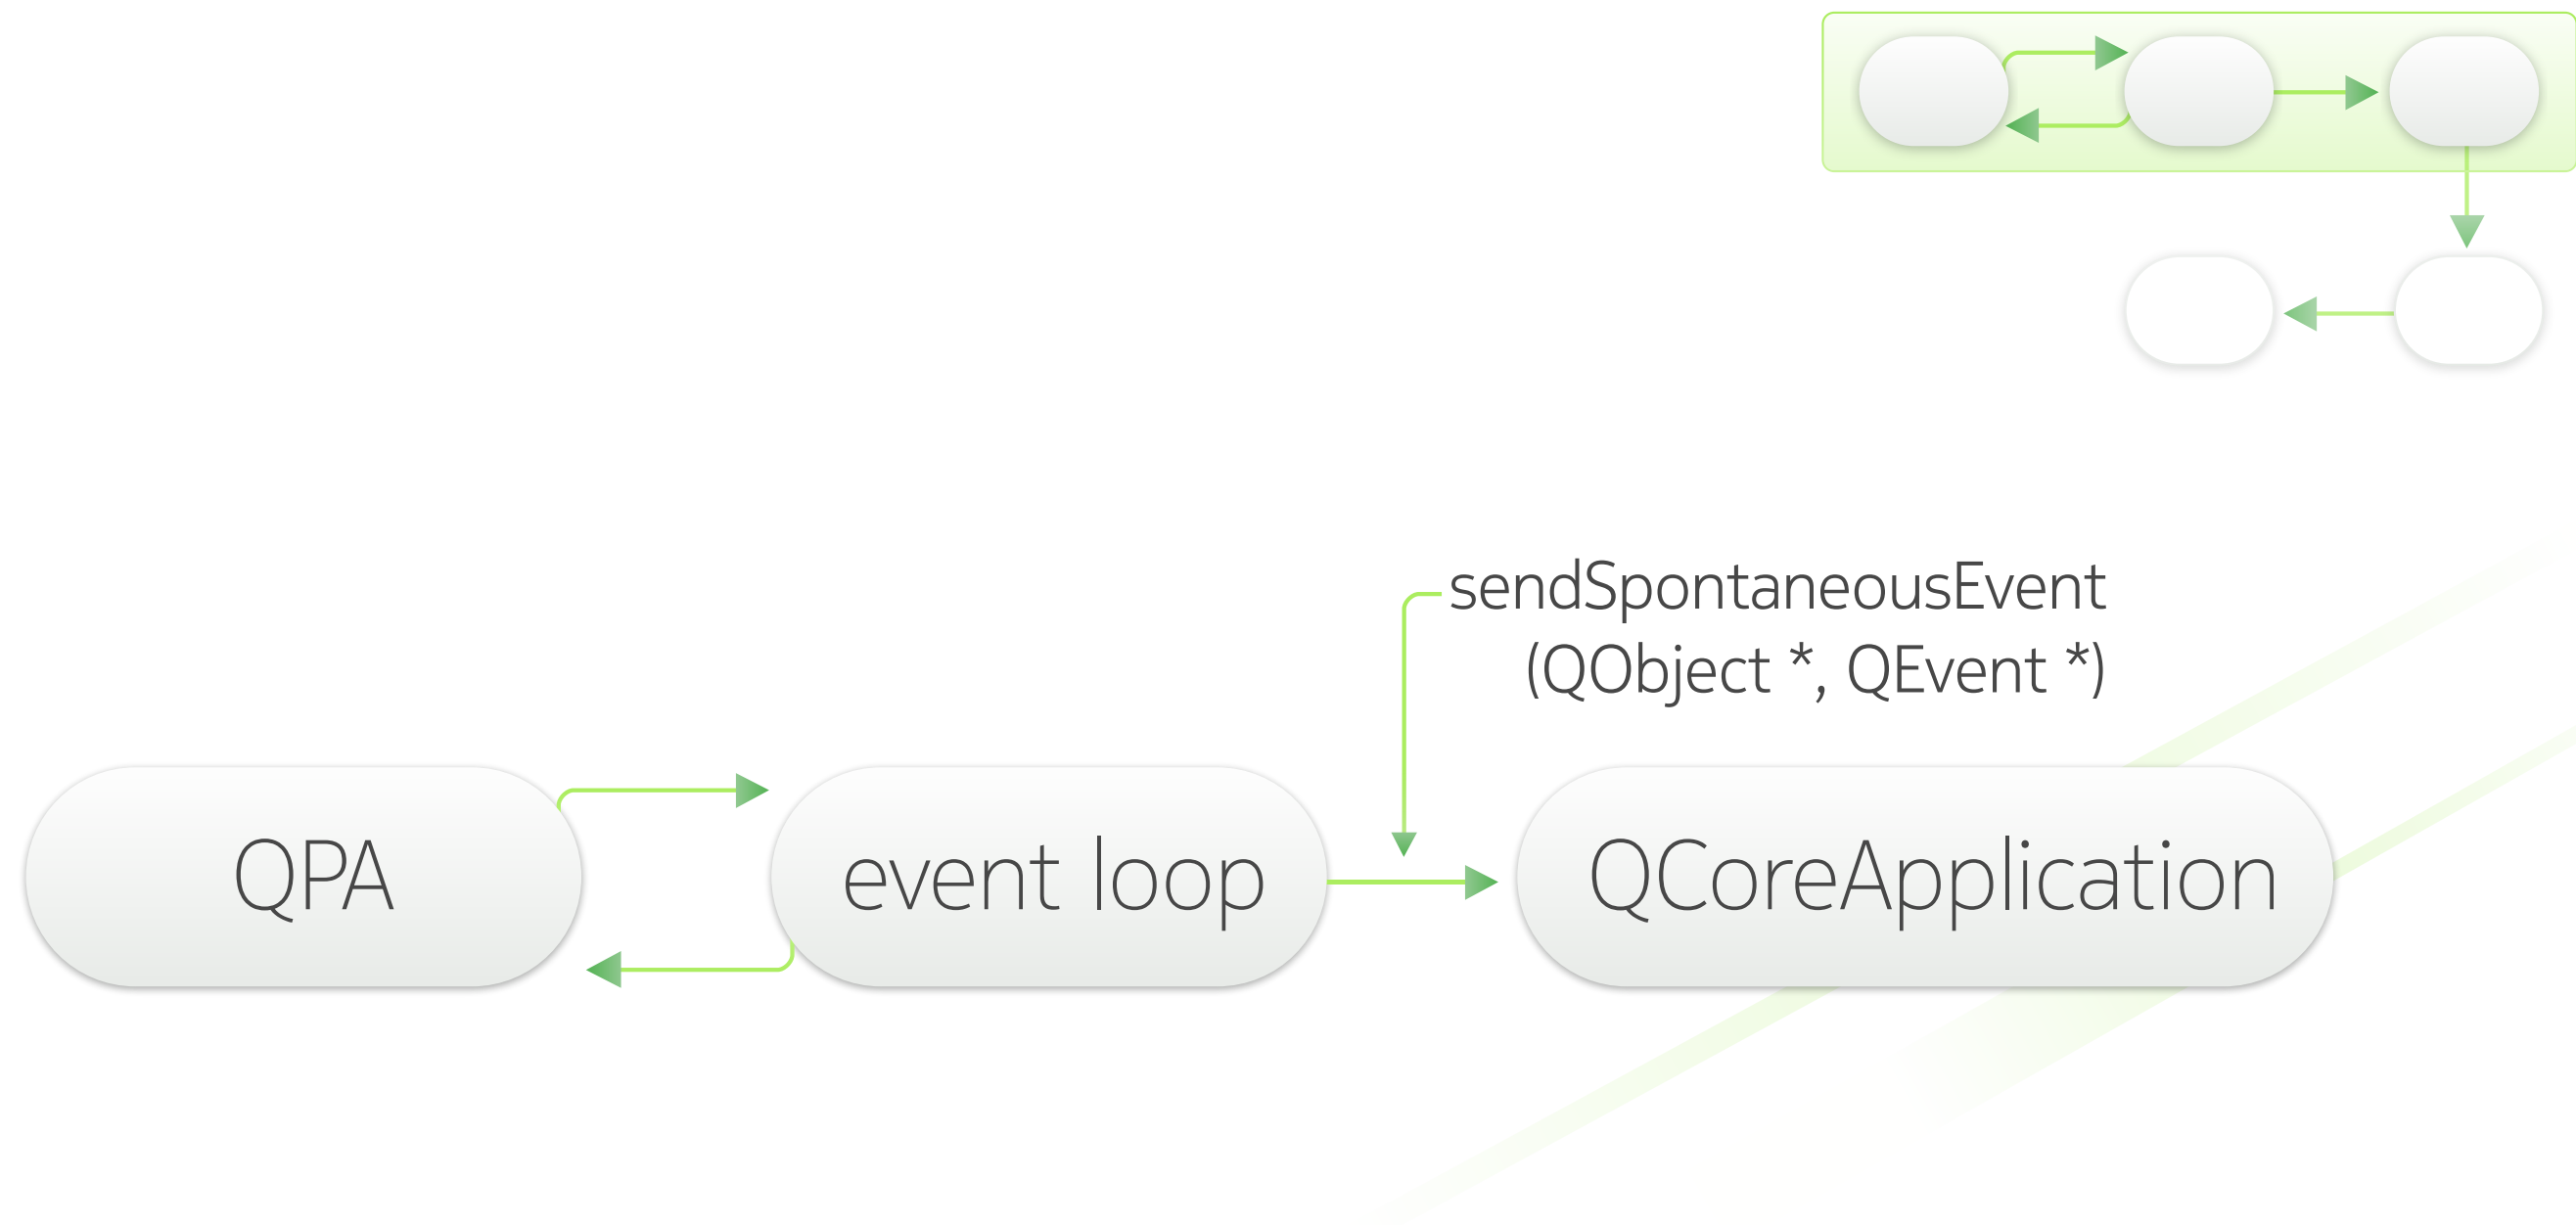 sendSpontaneousEvent
(QObject *, QEvent *)
QPA
event loop
QCoreApplication